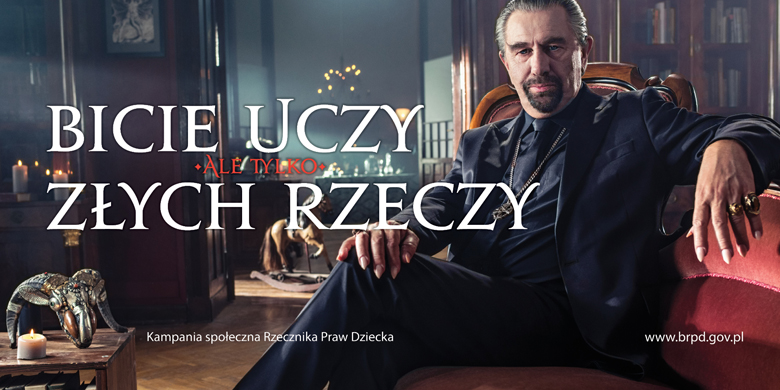 BICIE UCZY
ALE TYLKO
ZŁYCH RZECZY
Kampania społeczna Rzecznika Praw Dziecka
www.brpd.gov.pl